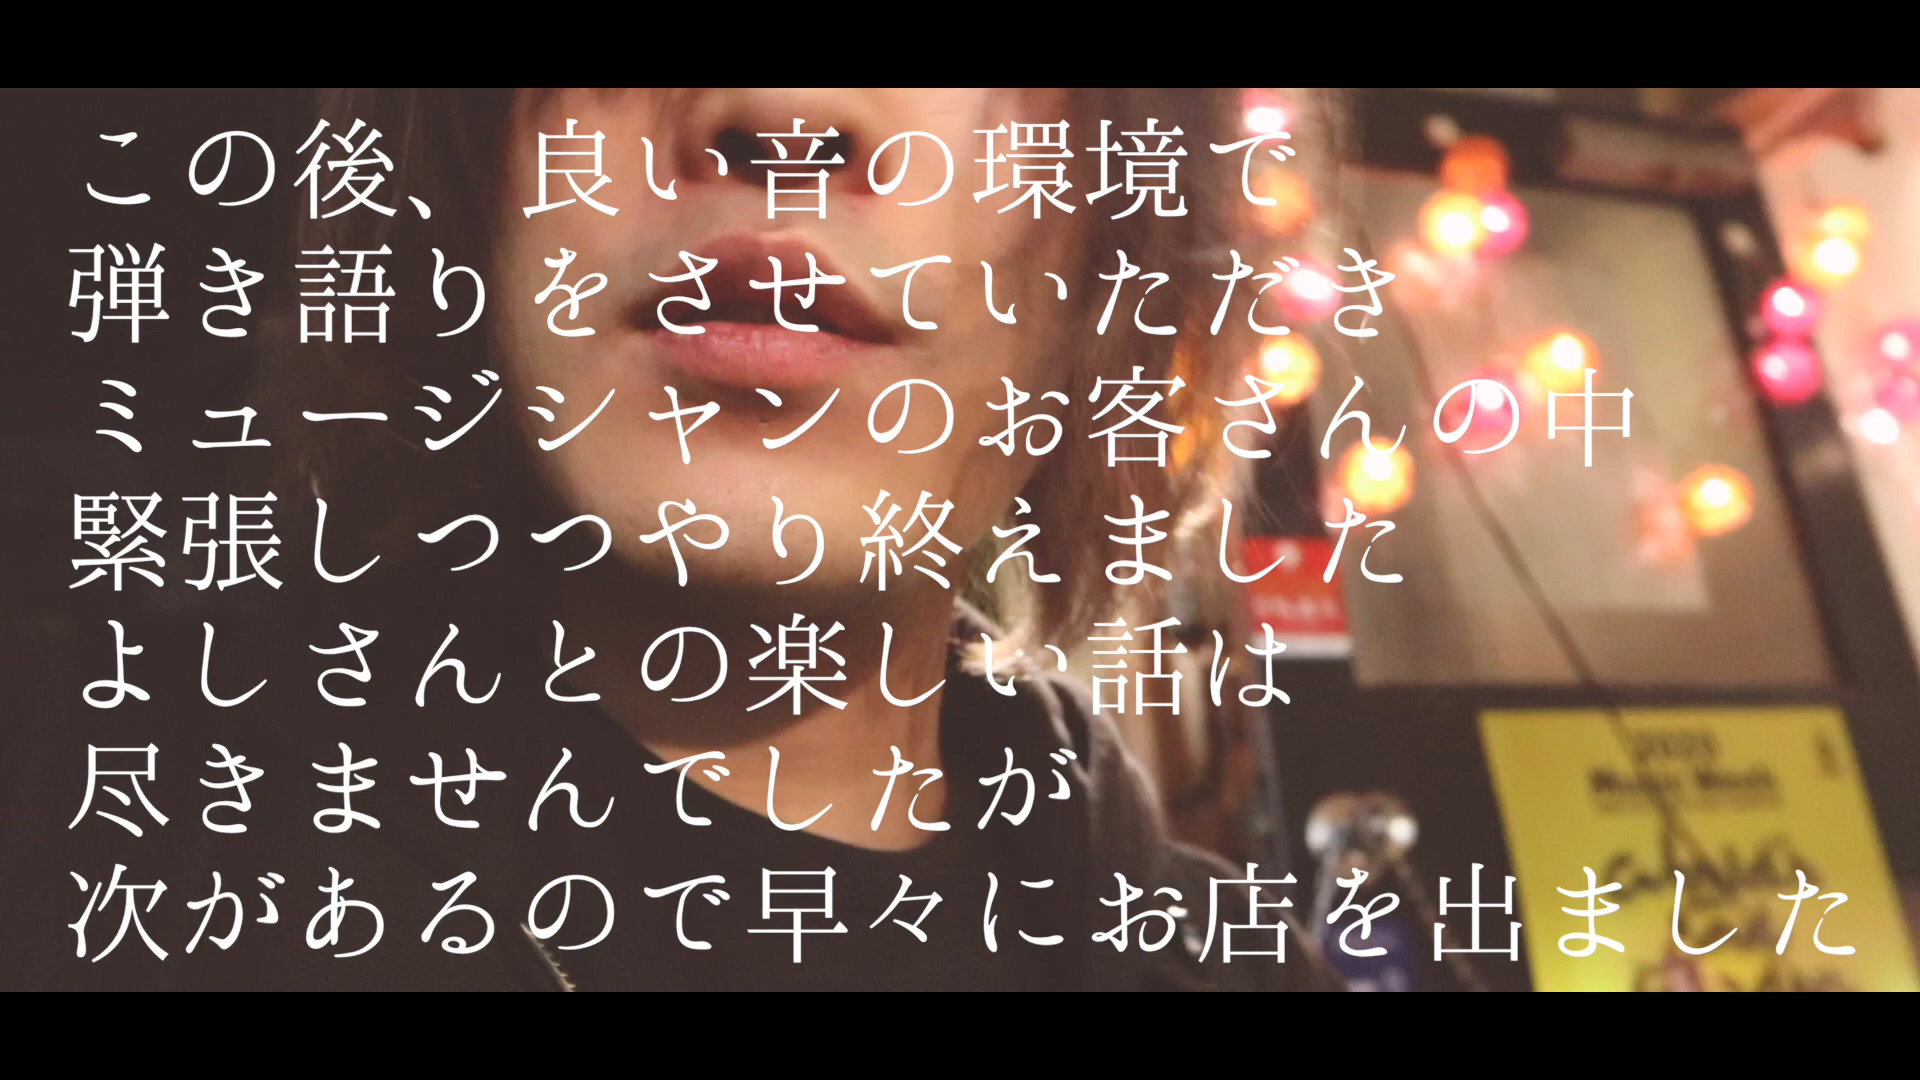 この後、良い音の環境で
弾き語りをさせていただき
ミュージシャンのお客さんの中
緊張しつつやり終えました
よしさんとの楽しい話は
尽きませんでしたが
次があるので早々にお店を出ました
2020
Music Week